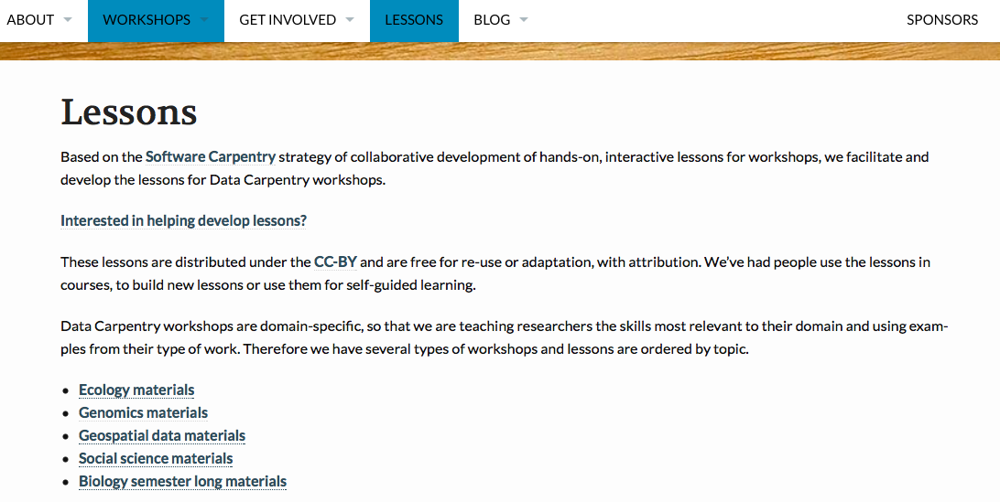 ABOUT WORKSHOPS GET INVOLVED LESSONS BLOG SPONSORS
Lessons
Based on the Software Carpentry strategy of collaborative development of hands-on, interactive lessons for workshops, we facilitate and
develop the lessons for Data Carpentry workshops.
Interested in helping develop lessons?
These lessons are distributed under the CC-BY and are free for re-use or adaptation, with attribution. We've had people use the lessons in
courses, to build new lessons or use them for self-guided learning.
Data Carpentry workshops are domain-specific, so that we are teaching researchers the skills most relevant to their domain and using exam-
ples from their type of work. Therefore we have several types of workshops and lessons are ordered by topic.
• Ecology materials
• Genomics materials
• Geospatial data materials
• Social science materials
• Biology semester long materials